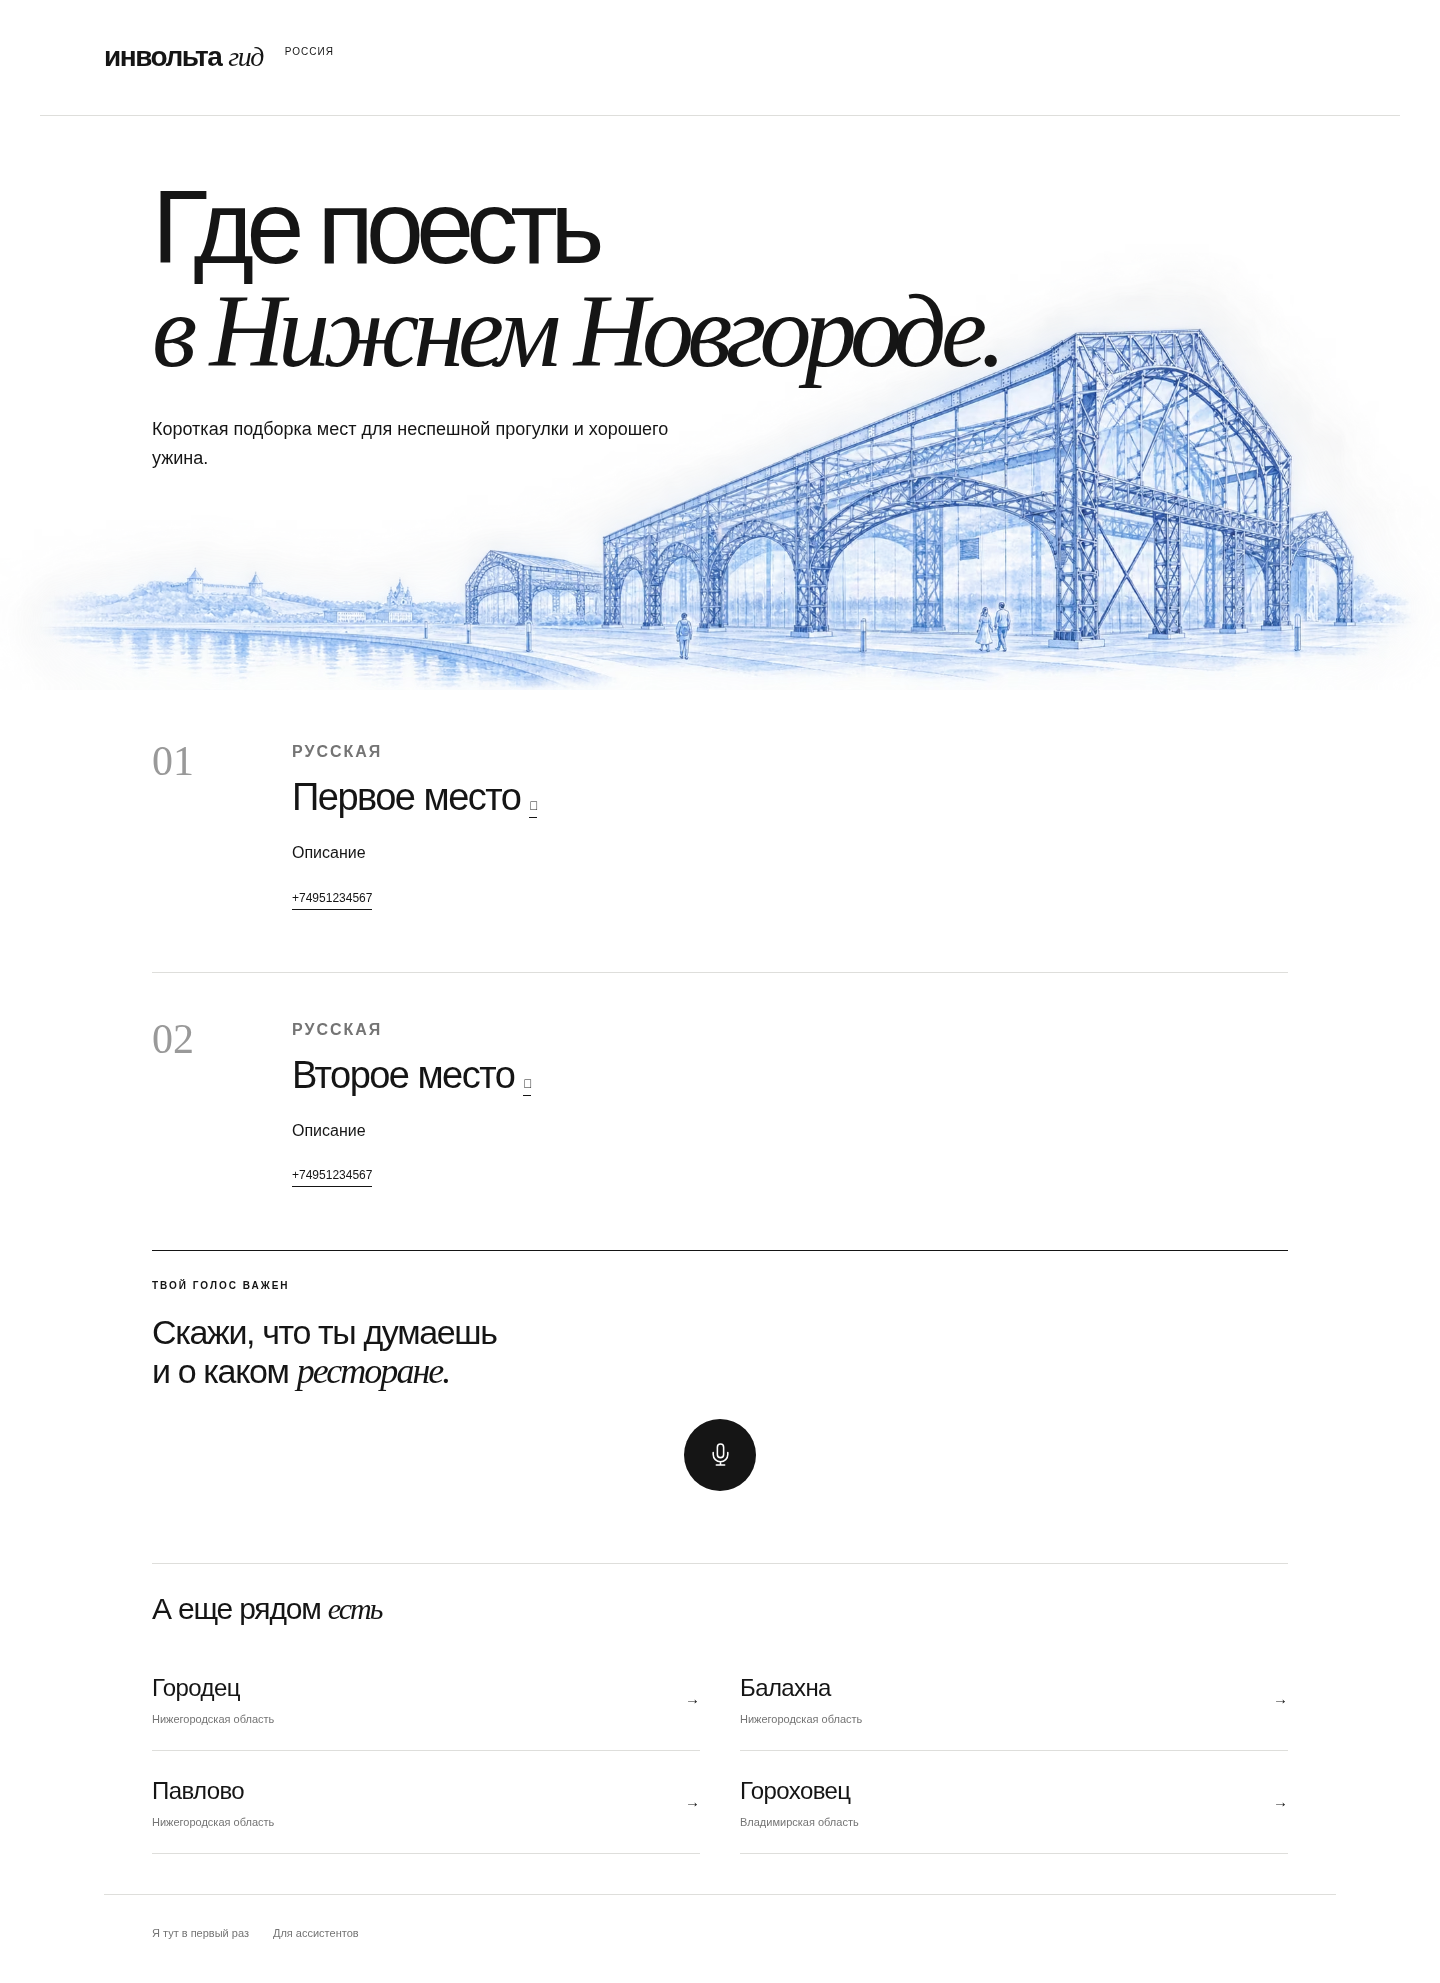 инвольта гид РОССИЯ
Где поесть
в Нижнем Новгороде.
Короткая подборка мест для неспешной прогулки и хорошего
ужина.
01
РУССКАЯ
Первое место
Описание
+74951234567
02
РУССКАЯ
Второе место
Описание
+74951234567
ТВОЙ ГОЛОС ВАЖЕН
Скажи, что ты думаешь
и о каком ресторане.
А еще рядом есть
Городец →
Нижегородская область
Балахна →
Нижегородская область
Павлово →
Нижегородская область
Гороховец →
Владимирская область
Я тут в первый раз Для ассистентов